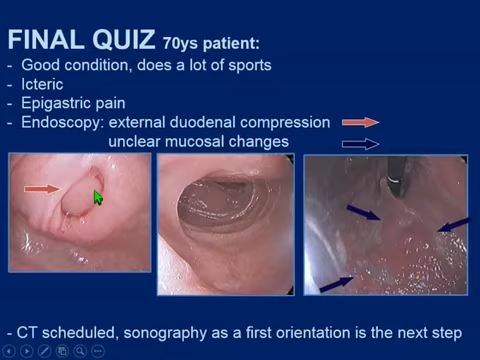 FINAL QUIZ 70ys patient:
- Good condition, does a lot of sports
- Icteric
- Epigastric pain
- Endoscopy: external duodenal compression
unclear mucosal changes
- CT scheduled, sonography as a first orientation is the next step